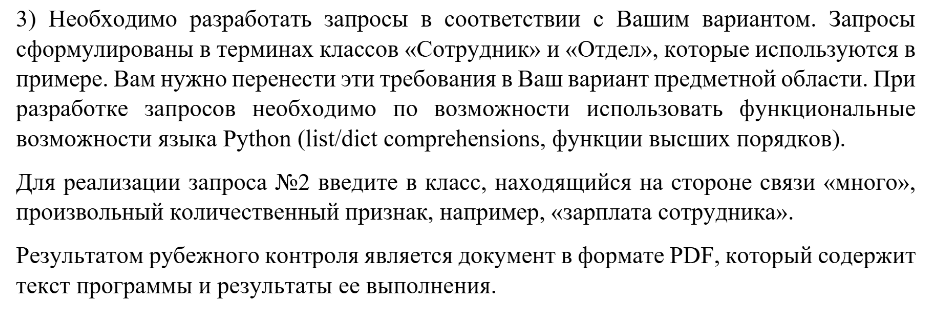 3) Необходимо разработать запросы в соответствии с Вашим вариантом. Запросы
сформулированы в терминах классов «Сотрудник» и «Отдел», которые используются в
примере. Вам нужно перенести эти требования в Ваш вариант предметной области. При
разработке запросов необходимо по возможности использовать функциональные
возможности языка Python (list/dict comprehensions, функции высших порядков).
Для реализации запроса №2 введите в класс, находящийся на стороне связи «много»,
произвольный количественный признак, например, «зарплата сотрудника».
Результатом рубежного контроля является документ в формате PDF, который содержит
текст программы и результаты ее выполнения.